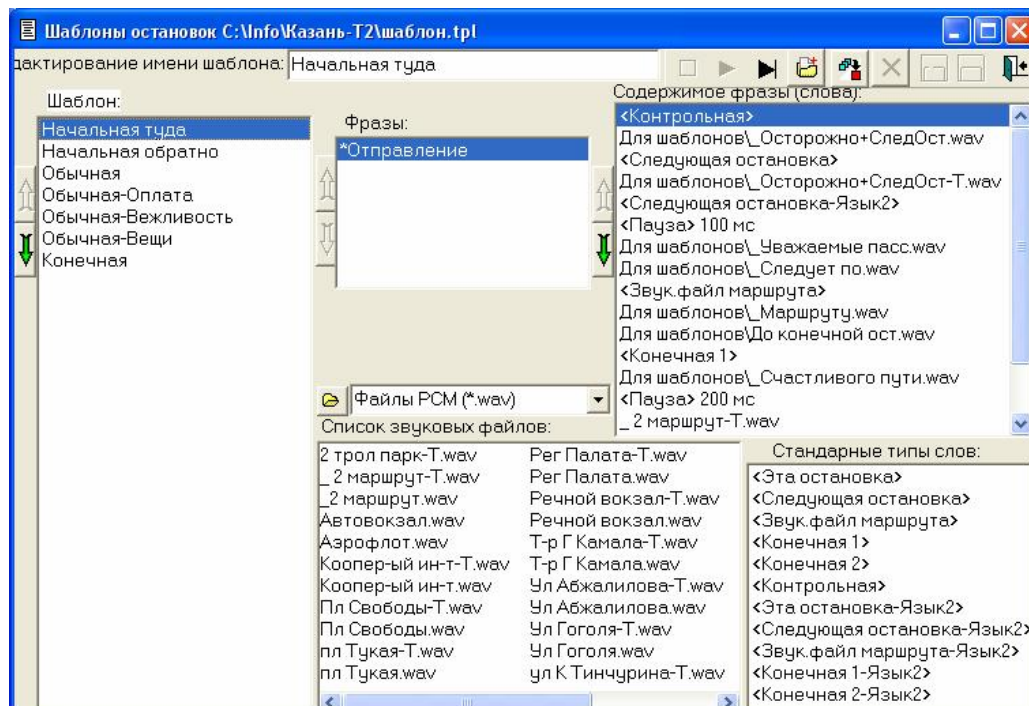 Шаблоны остановок C:\Info\Казань-Т2\шаблон.tpl
дактирование имени шаблона: Начальная туда
Шаблон:
Начальная туда
Начальная обратно
Обычная
Обычная-Оплата
Обычная-Вежливость
Обычная-Вещи
Конечная
Фразы:
*Отправление
Содержимое фразы (слова):
<Контрольная>
Для шаблонов\_Осторожно+СледОст.wav
<Следующая остановка>
Для шаблонов\_Осторожно+СледОст-Т.wav
<Следующая остановка-Язык2>
<Пауза> 100 мс
Для шаблонов\_Уважаемые пасс.wav
Для шаблонов\_Следует по.wav
<Звук.файл маршрута>
Для шаблонов\_Маршруту.wav
Для шаблонов\До конечной ост.wav
<Конечная 1>
Для шаблонов\_Счастливого пути.wav
<Пауза> 200 мс
_ 2 маршрут-Т.wav
Файлы PCM (*.wav)
Список звуковых файлов:
2 трол парк-Т.wav
_ 2 маршрут-Т.wav
_2 маршрут.wav
Автовокзал.wav
Аэрофлот.wav
Коопер-ый ин-т-Т.wav
Коопер-ый ин-т.wav
Пл Свободы-Т.wav
Пл Свободы.wav
пл Тукая-Т.wav
пл Тукая.wav
Рег Палата-Т.wav
Рег Палата.wav
Речной вокзал-Т.wav
Речной вокзал.wav
Т-р Г Камала-Т.wav
Т-р Г Камала.wav
Ул Абжалилова-Т.wav
Ул Абжалилова.wav
Ул Гоголя-Т.wav
Ул Гоголя.wav
ул К Тинчурина-Т.wav
Стандарные типы слов:
<Эта остановка>
<Следующая остановка>
<Звук.файл маршрута>
<Конечная 1>
<Конечная 2>
<Контрольная>
<Эта остановка-Язык2>
<Следующая остановка-Язык2>
<Звук.файл маршрута-Язык2>
<Конечная 1-Язык2>
<Конечная 2-Язык2>